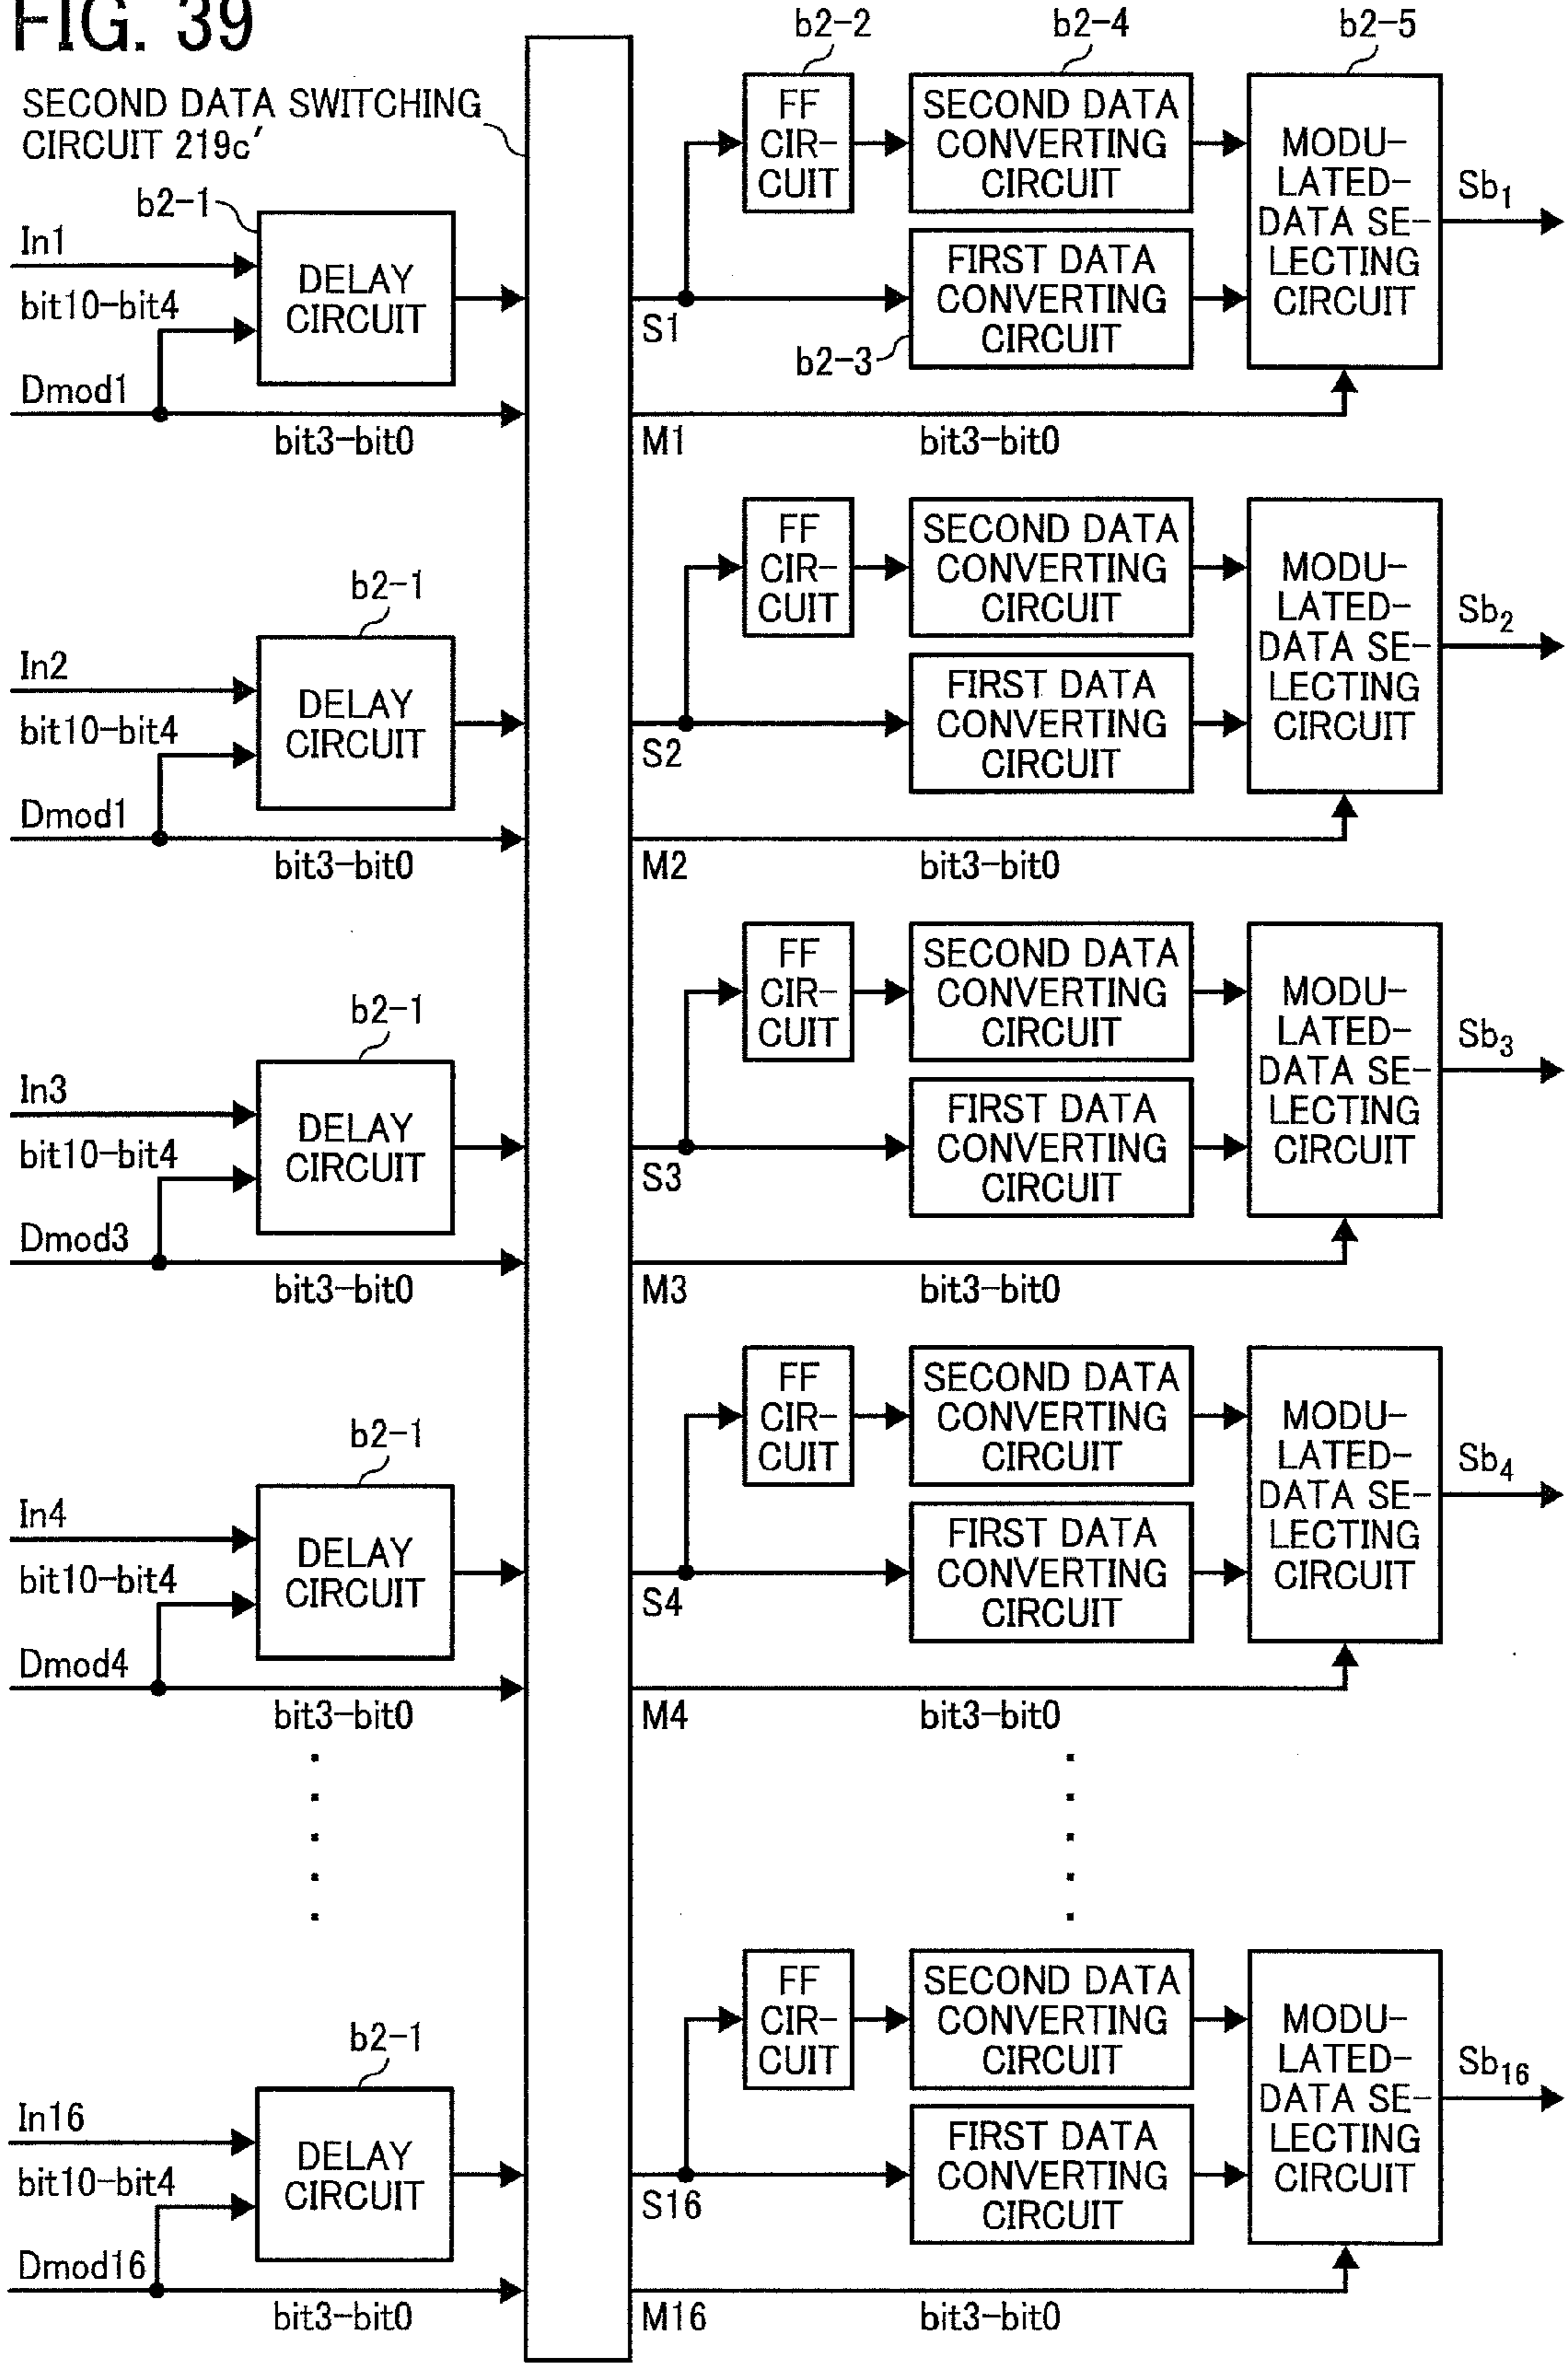 FIG. 39
SECOND DATA SWITCHING
CIRCUIT 219c'
b2-2
b2-4
b2-5
b2-1
In1
bit10-bit4
Dmod1
DELAY
CIRCUIT
bit3-bit0
S1
M1
FF
CIR-
CUIT
SECOND DATA
CONVERTING
CIRCUIT
b2-3
FIRST DATA
CONVERTING
CIRCUIT
bit3-bit0
MODU-
LATED-
DATA SE-
LECTING
CIRCUIT
Sb1
b2-1
In2
bit10-bit4
Dmod1
DELAY
CIRCUIT
bit3-bit0
S2
M2
FF
CIR-
CUIT
SECOND DATA
CONVERTING
CIRCUIT
FIRST DATA
CONVERTING
CIRCUIT
bit3-bit0
MODU-
LATED-
DATA SE-
LECTING
CIRCUIT
Sb2
b2-1
In3
bit10-bit4
Dmod3
DELAY
CIRCUIT
bit3-bit0
S3
M3
FF
CIR-
CUIT
SECOND DATA
CONVERTING
CIRCUIT
FIRST DATA
CONVERTING
CIRCUIT
bit3-bit0
MODU-
LATED-
DATA SE-
LECTING
CIRCUIT
Sb3
b2-1
In4
bit10-bit4
Dmod4
DELAY
CIRCUIT
bit3-bit0
S4
M4
FF
CIR-
CUIT
SECOND DATA
CONVERTING
CIRCUIT
FIRST DATA
CONVERTING
CIRCUIT
bit3-bit0
MODU-
LATED-
DATA SE-
LECTING
CIRCUIT
Sb4
b2-1
In16
bit10-bit4
Dmod16
DELAY
CIRCUIT
bit3-bit0
S16
M16
FF
CIR-
CUIT
SECOND DATA
CONVERTING
CIRCUIT
FIRST DATA
CONVERTING
CIRCUIT
bit3-bit0
MODU-
LATED-
DATA SE-
LECTING
CIRCUIT
Sb16